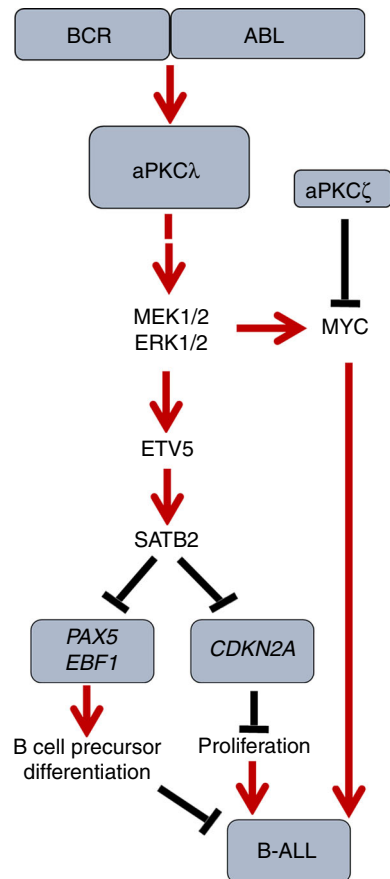 BCR
ABL
aPKCλ
aPKCζ
MEK1/2
ERK1/2
MYC
ETV5
SATB2
PAX5
EBF1
CDKN2A
B cell precursor
differentiation
Proliferation
B-ALL